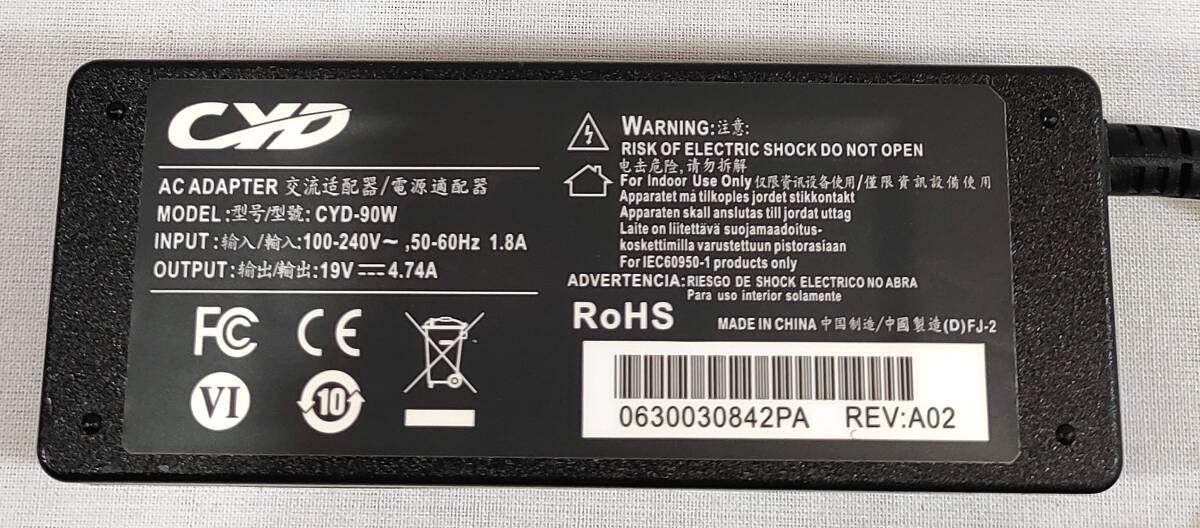 CYD
AC ADAPTER 交流适配器/電源適配器
MODEL:型号/型號: CYD-90W
INPUT:输入/輸入:100-240V~ ,50-60Hz 1.8A
OUTPUT:输出/輸出:19V⎓4.74A
FC CE
VI 10
WARNING:注意:
RISK OF ELECTRIC SHOCK DO NOT OPEN
电击危险,请勿拆解
For Indoor Use Only 仅限资讯设备使用/僅限資訊設備使用
Apparatet må tilkoples jordet stikkontakt
Apparaten skall anslutas till jordat uttag
Laite on liitettävä suojamaadoitus-
koskettimilla varustettuun pistorasiaan
For IEC60950-1 products only
ADVERTENCIA:RIESGO DE SHOCK ELECTRICO NO ABRA
Para uso interior solamente
RoHS MADE IN CHINA 中国制造/中國製造(D)FJ-2
0630030842PA REV:A02